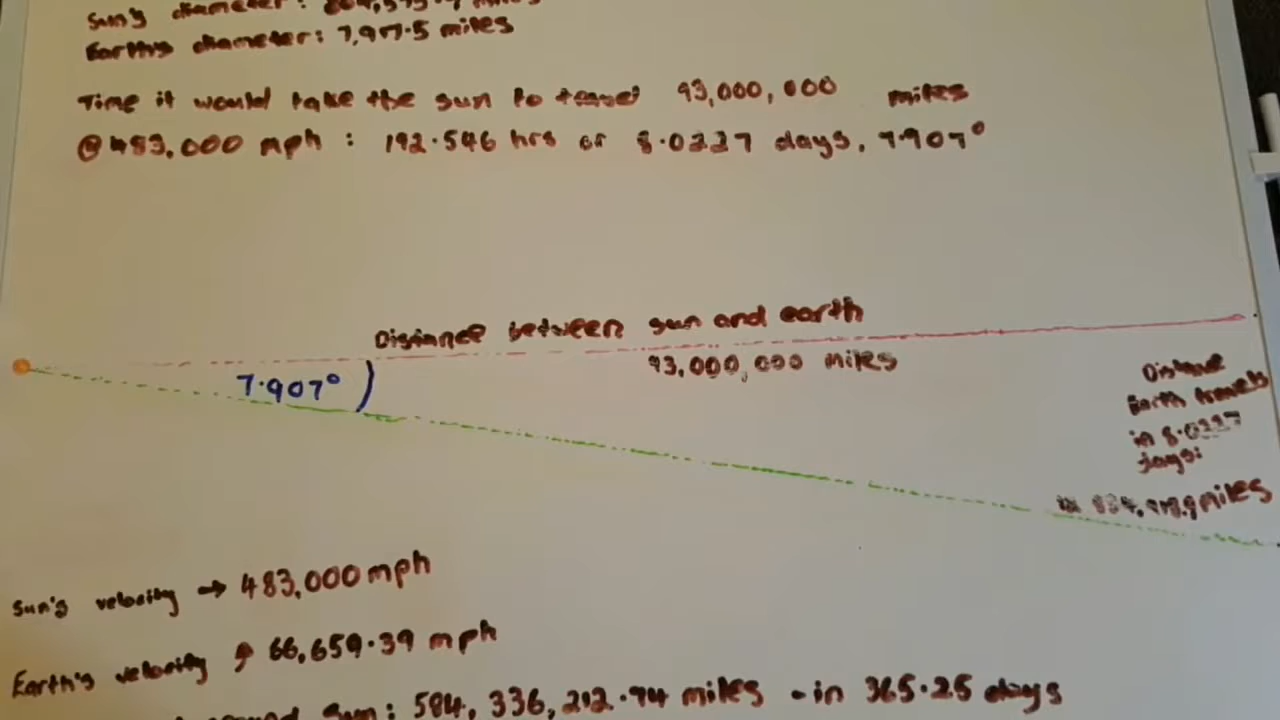 Sun's diameter:
Earth's diameter: 7,917.5 miles
Time it would take the sun to travel 93,000,000 miles
@ 483,000 mph : 192.546 hrs or 8.0227 days, 7.907°
Distance between sun and earth
93,000,000 miles
7.907°
Distance
Earth travels
in 8.0227
days:
miles
Sun's velocity → 483,000 mph
Earth's velocity 66,659.39 mph
Sun: 584,336,212.94 miles - in 365.25 days